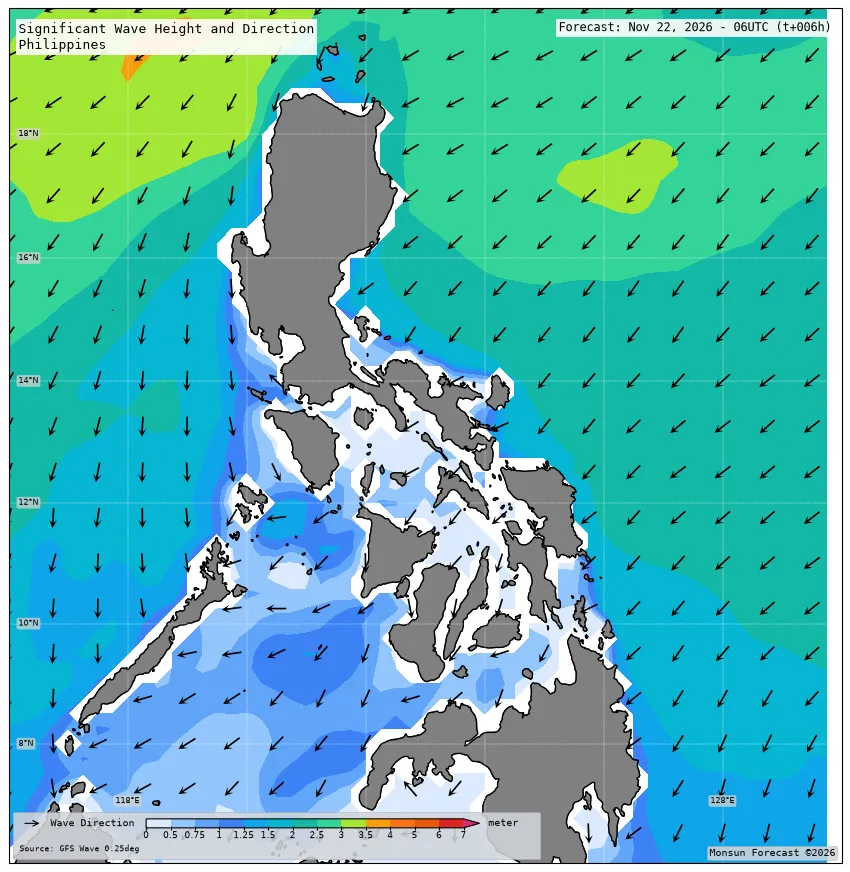 Significant Wave Height and Direction
Philippines
Forecast: Nov 22, 2026 - 06UTC (t+006h)
18°N
16°N
14°N
12°N
10°N
8°N
118°E
128°E
Wave Direction
0 0.5 0.75 1 1.25 1.5 2 2.5 3 3.5 4 5 6 7
meter
Source: GFS Wave 0.25deg
Monsun Forecast ©2026